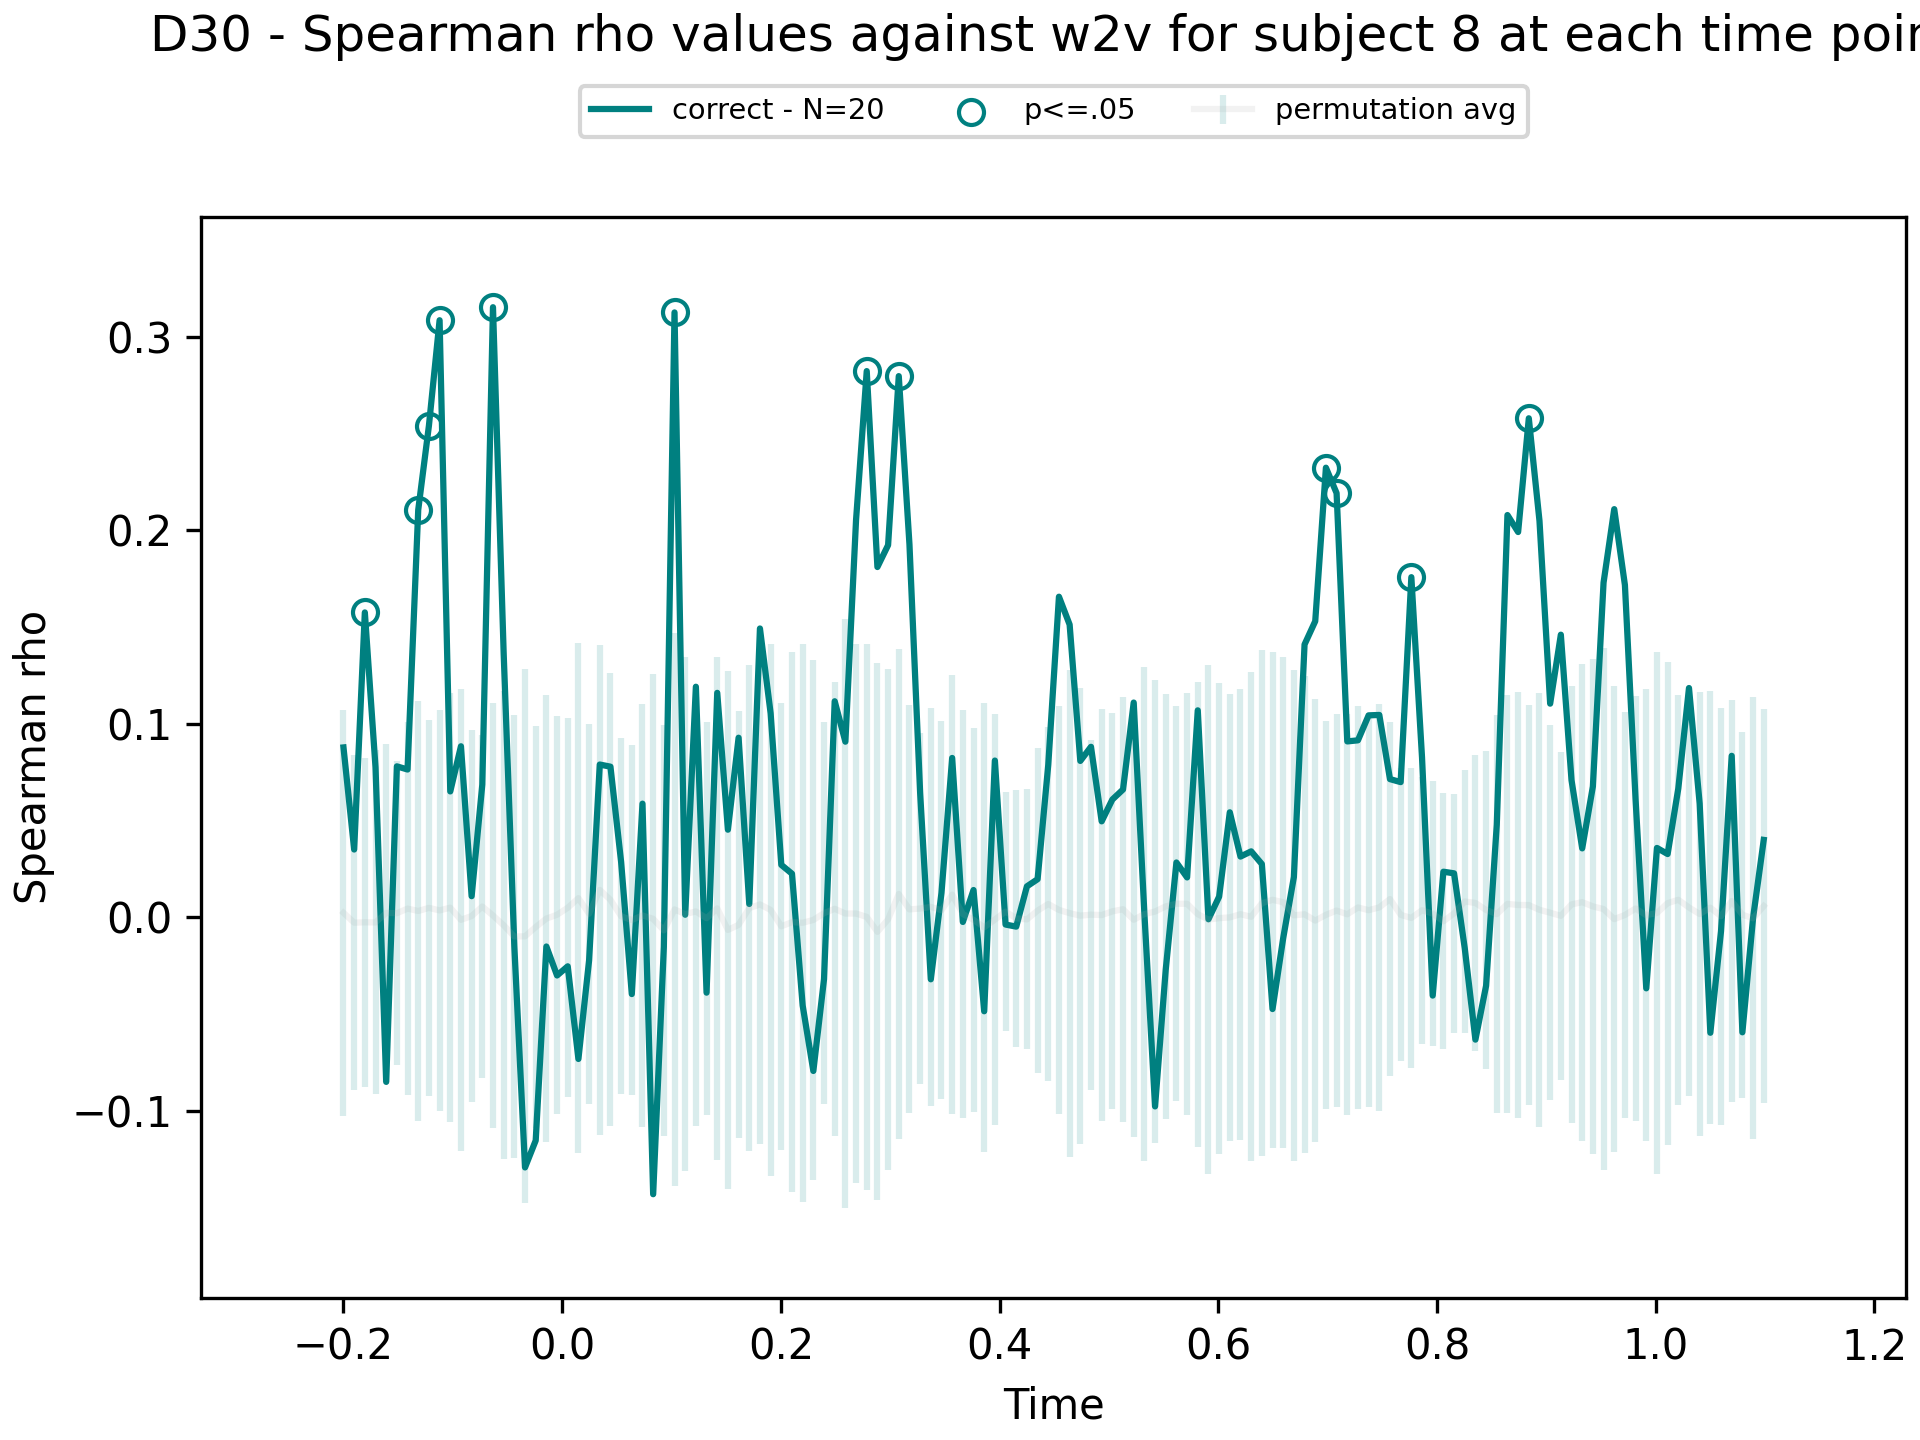 D30 - Spearman rho values against w2v for subject 8 at each time
correct - N=20 p<=.05 permutation avg
Spearman rho
0.3
0.2
0.1
0.0
−0.1
−0.2 0.0 0.2 0.4 0.6 0.8 1.0 1.2
Time